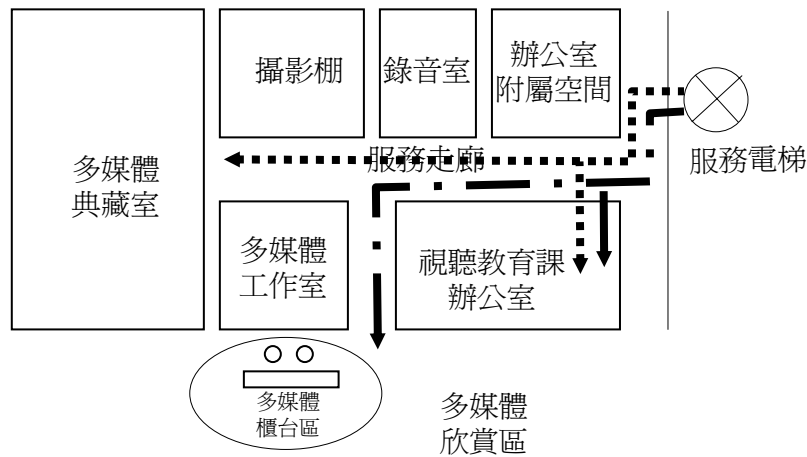 攝影棚
錄音室
辦公室
附屬空間
多媒體
典藏室
服務走廊
服務電梯
多媒體
工作室
視聽教育課
辦公室
多媒體
櫃台區
多媒體
欣賞區